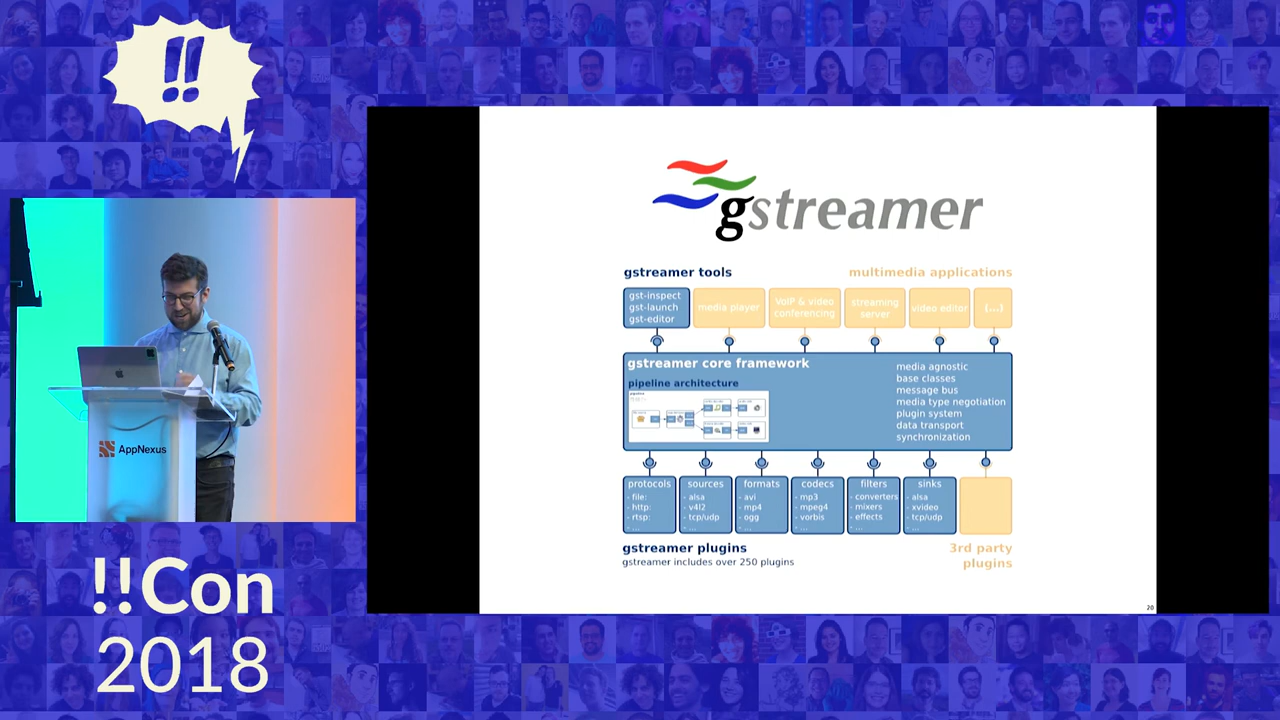 !!
gstreamer
gstreamer tools
multimedia applications
gst-inspect
gst-launch
gst-editor
media player
VoIP & video
conferencing
streaming
server
video editor
(...)
gstreamer core framework
pipeline architecture
media agnostic
base classes
message bus
media type negotiation
plugin system
data transport
synchronization
protocols
- file:
- http:
- rtsp:
- ...
sources
- alsa
- v4l2
- tcp/udp
- ...
formats
- avi
- mp4
- ogg
- ...
codecs
- mp3
- mpeg4
- vorbis
- ...
filters
- converters
- mixers
- effects
- ...
sinks
- alsa
- xvideo
- tcp/udp
- ...
gstreamer plugins
gstreamer includes over 250 plugins
3rd party
plugins
20
AppNexus
!!Con
2018